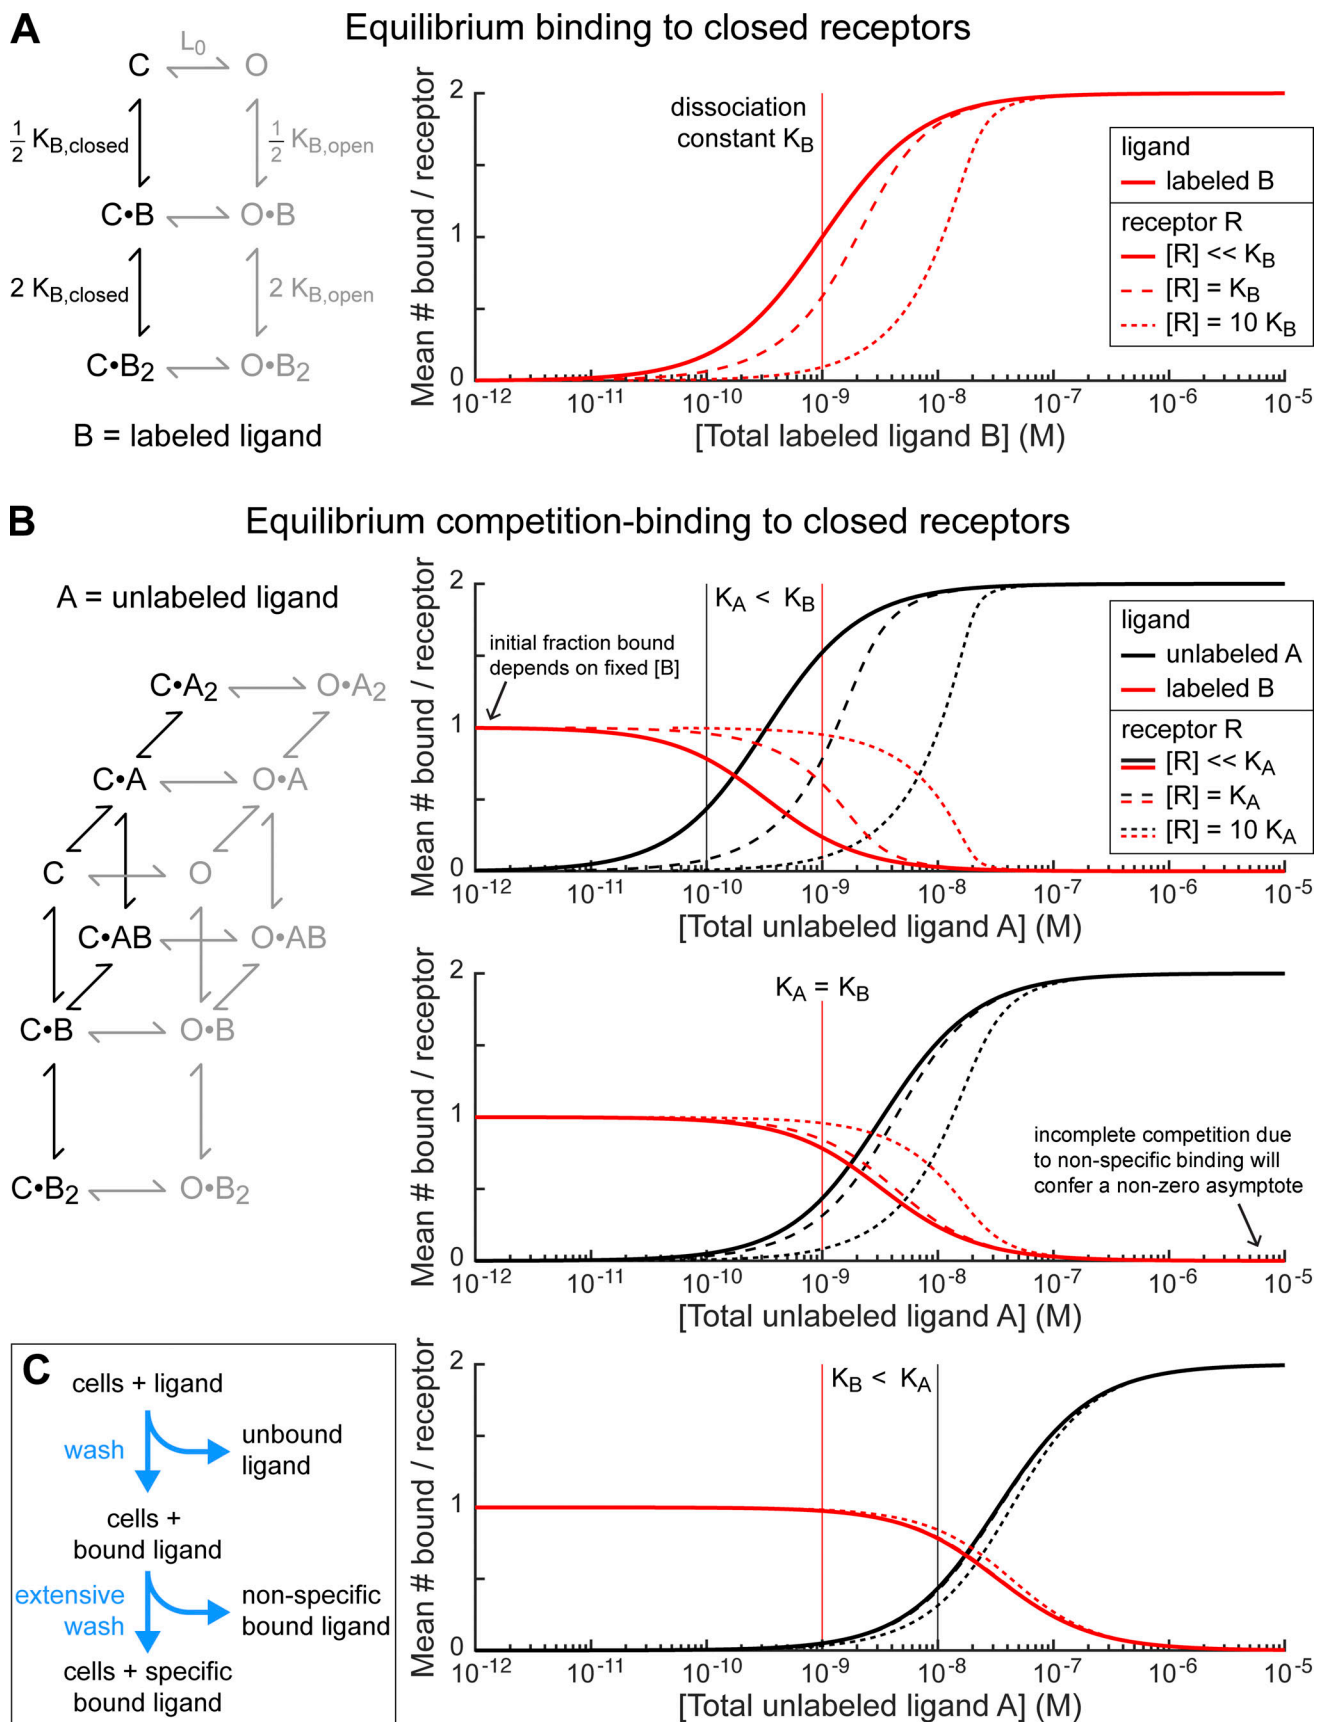 A
Equilibrium binding to closed receptors
L0
C
O
1/2 KB,closed
1/2 KB,open
C•B
O•B
2 KB,closed
2 KB,open
C•B2
O•B2
B = labeled ligand
Mean # bound / receptor
2
1
0
dissociation
constant KB
ligand
labeled B
receptor R
[R] << KB
[R] = KB
[R] = 10 KB
10-12
10-11
10-10
10-9
10-8
10-7
10-6
10-5
[Total labeled ligand B] (M)
B
Equilibrium competition-binding to closed receptors
A = unlabeled ligand
C•A2
O•A2
C•A
O•A
C
O
C•AB
O•AB
C•B
O•B
C•B2
O•B2
Mean # bound / receptor
2
1
0
KA < KB
initial fraction bound
depends on fixed [B]
ligand
unlabeled A
labeled B
receptor R
[R] << KA
[R] = KA
[R] = 10 KA
10-12
10-11
10-10
10-9
10-8
10-7
10-6
10-5
[Total unlabeled ligand A] (M)
Mean # bound / receptor
2
1
0
KA = KB
incomplete competition due
to non-specific binding will
confer a non-zero asymptote
10-12
10-11
10-10
10-9
10-8
10-7
10-6
10-5
[Total unlabeled ligand A] (M)
C
cells + ligand
wash
unbound
ligand
cells +
bound ligand
extensive
wash
non-specific
bound ligand
cells + specific
bound ligand
Mean # bound / receptor
2
1
0
KB < KA
10-12
10-11
10-10
10-9
10-8
10-7
10-6
10-5
[Total unlabeled ligand A] (M)